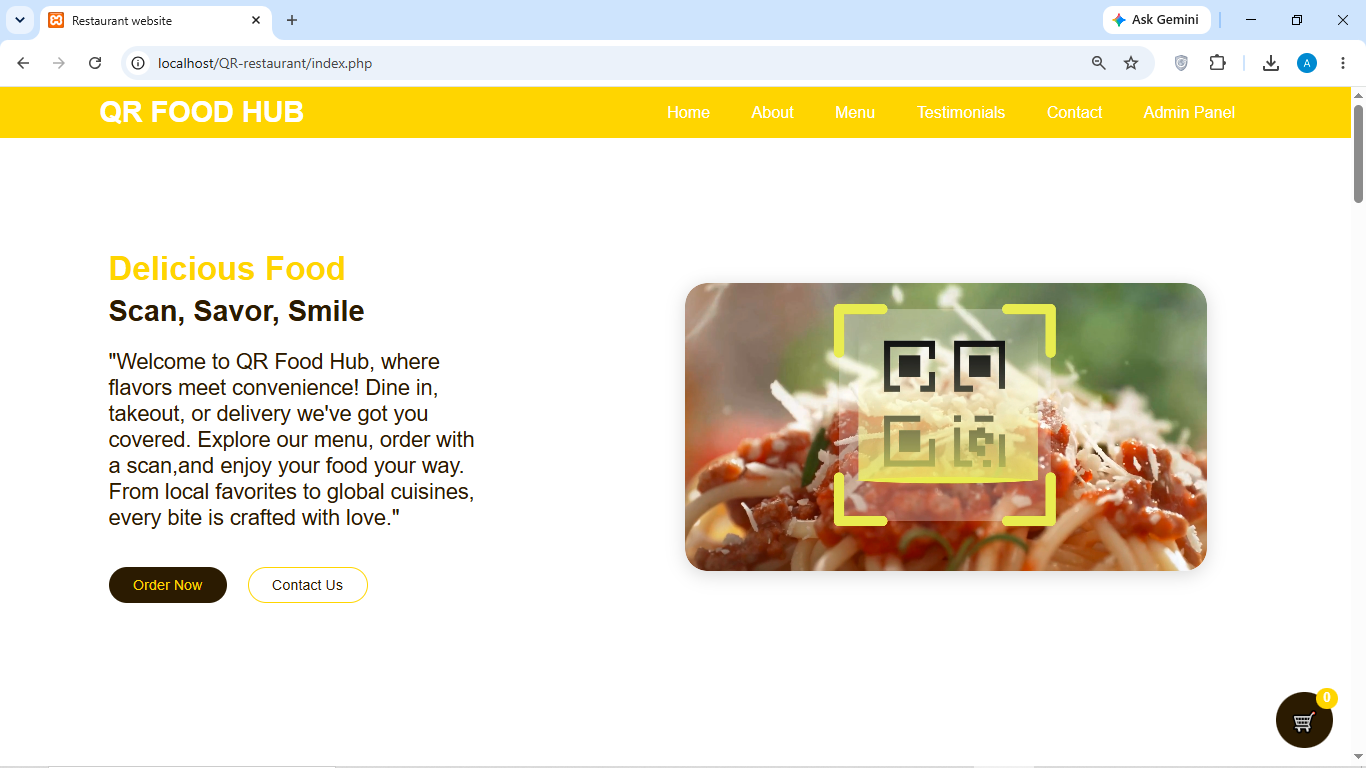 Restaurant website
Ask Gemini
localhost/QR-restaurant/index.php
A
QR FOOD HUB
Home About Menu Testimonials Contact Admin Panel
Delicious Food
Scan, Savor, Smile
"Welcome to QR Food Hub, where
flavors meet convenience! Dine in,
takeout, or delivery we've got you
covered. Explore our menu, order with
a scan,and enjoy your food your way.
From local favorites to global cuisines,
every bite is crafted with love."
Order Now Contact Us
0